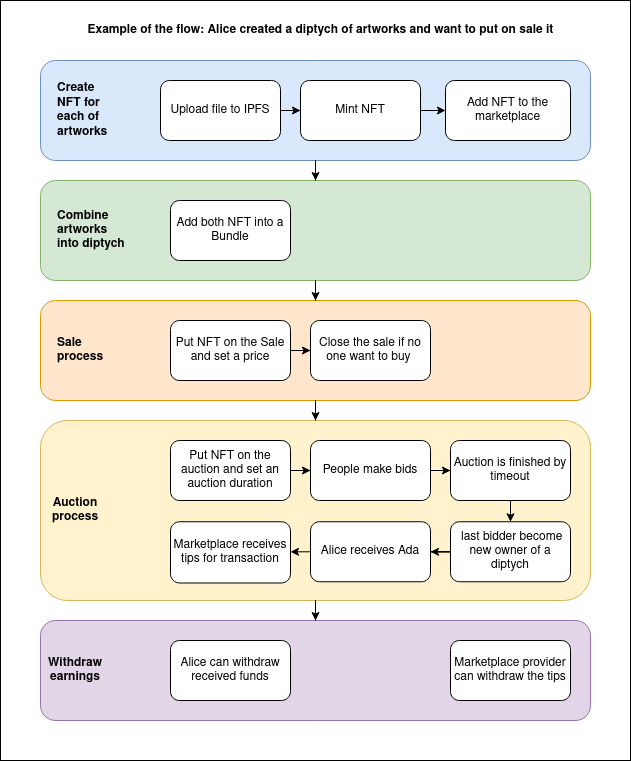 Example of the flow: Alice created a diptych of artworks and want to put on sale it
Create
NFT for
each of
artworks
Upload file to IPFS
Mint NFT
Add NFT to the
marketplace
Combine
artworks
into diptych
Add both NFT into a
Bundle
Sale
process
Put NFT on the Sale
and set a price
Close the sale if no
one want to buy
Auction
process
Put NFT on the
auction and set an
auction duration
People make bids
Auction is finished by
timeout
Marketplace receives
tips for transaction
Alice receives Ada
last bidder become
new owner of a
diptych
Withdraw
earnings
Alice can withdraw
received funds
Marketplace provider
can withdraw the tips